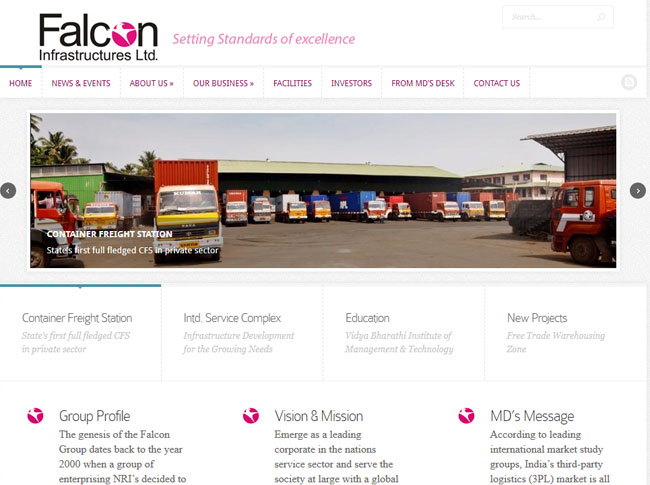 Falcon
Infrastructures Ltd.
Setting Standards of excellence
Search...
HOME
NEWS & EVENTS
ABOUT US »
OUR BUSINESS »
FACILITIES
INVESTORS
FROM MD'S DESK
CONTACT US
CONTAINER FREIGHT STATION
State's first full fledged CFS in private sector
Container Freight Station
State's first full fledged CFS
in private sector
Intd. Service Complex
Infrastructure Development
for the Growing Needs
Education
Vidya Bharathi Institute of
Management & Technology
New Projects
Free Trade Warehousing
Zone
Group Profile
The genesis of the Falcon
Group dates back to the year
2000 when a group of
enterprising NRI's decided to
Vision & Mission
Emerge as a leading
corporate in the nations
service sector and serve the
society at large with a global
MD's Message
According to leading
international market study
groups, India's third-party
logistics (3PL) market is all